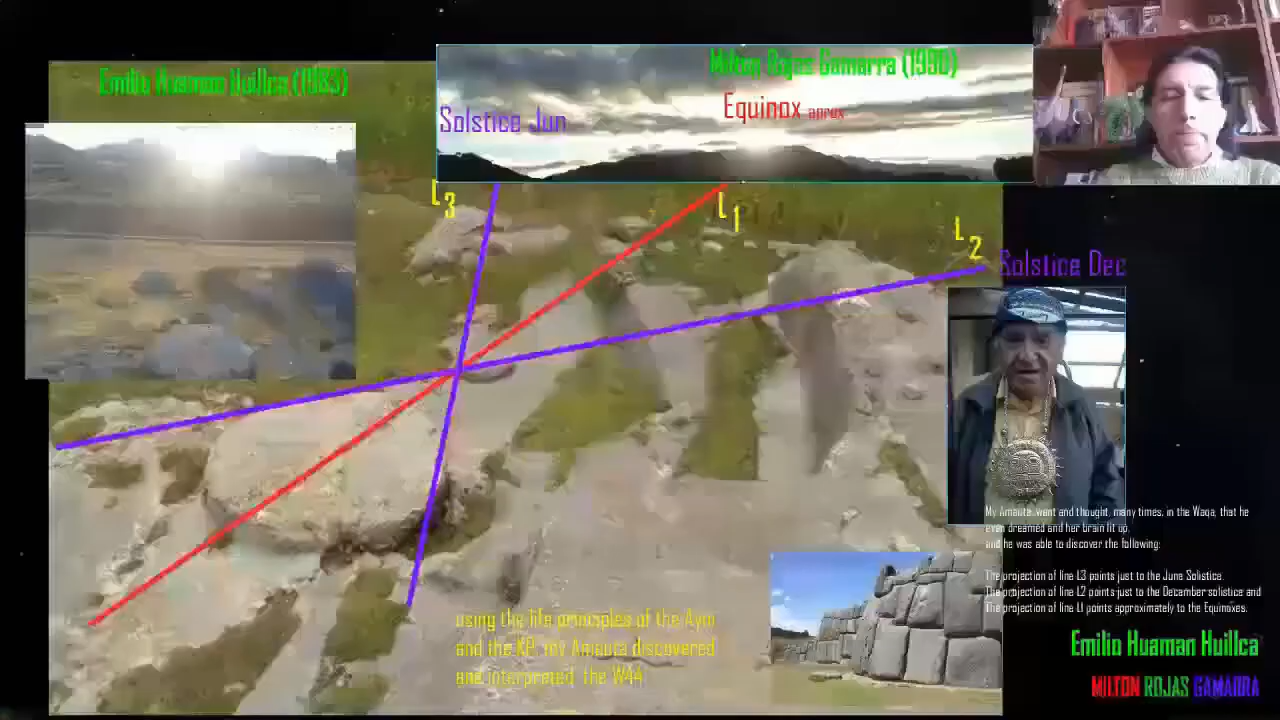 Emilio Huaman Huillca (1985)
Milton Rojas Gamarra (1990)
Equinox aprox
Solstice Jun
L3
L1
L2
Solstice Dec
My Amauta, went and thought, many times, in the Waqa, that he
even dreamed and her brain lit up,
and he was able to discover the following:
The projection of line L3 points just to the June Solistice.
The projection of line L2 points just to the December solistice and
The projection of line L1 points approximately to the Equinoxes.
using the life principles of the Ayni
and the KP, my Amauta discovered
and interpreted the W44
Emilio Huaman Huillca
MILTON ROJAS GAMARRA